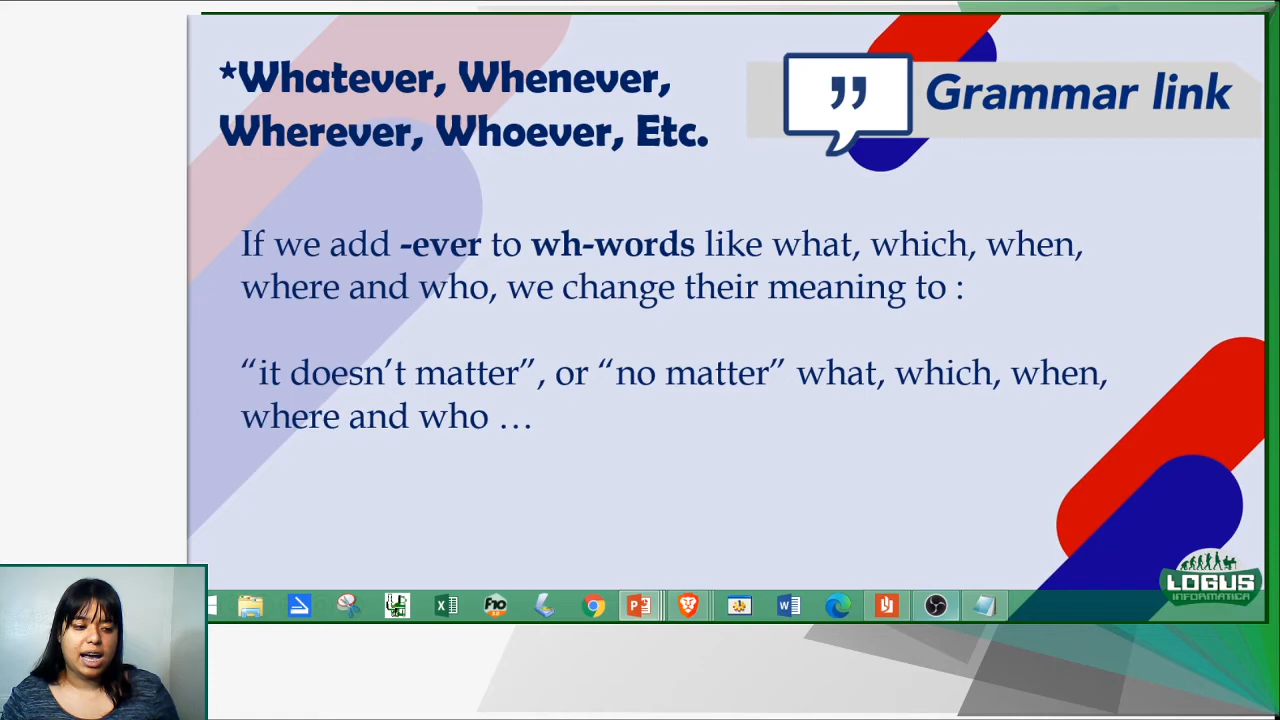 *Whatever, Whenever,
Wherever, Whoever, Etc.
Grammar link
If we add -ever to wh-words like what, which, when,
where and who, we change their meaning to :
“it doesn’t matter”, or “no matter” what, which, when,
where and who …
LOGUS
INFORMATICA